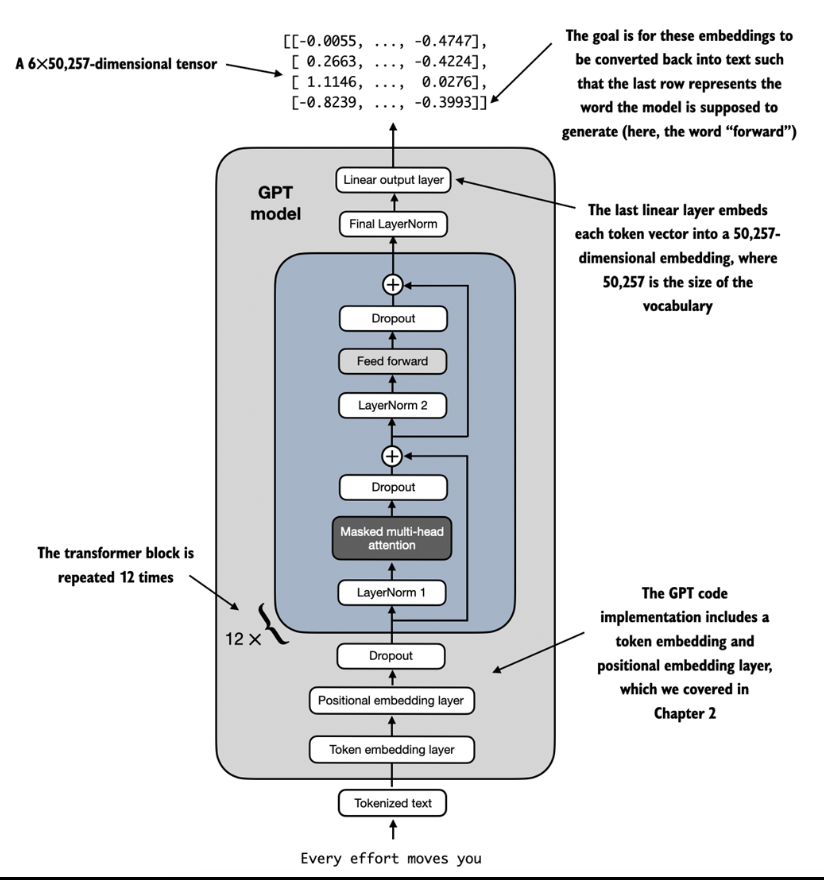 [[-0.0055, ..., -0.4747],
[ 0.2663, ..., -0.4224],
[ 1.1146, ..., 0.0276],
[-0.8239, ..., -0.3993]]
A 6×50,257-dimensional tensor
The goal is for these embeddings to
be converted back into text such
that the last row represents the
word the model is supposed to
generate (here, the word “forward”)
GPT
model
Linear output layer
Final LayerNorm
The last linear layer embeds
each token vector into a 50,257-
dimensional embedding, where
50,257 is the size of the
vocabulary
+
Dropout
Feed forward
LayerNorm 2
+
Dropout
Masked multi-head
attention
LayerNorm 1
The transformer block is
repeated 12 times
12 ×
{
Dropout
Positional embedding layer
Token embedding layer
The GPT code
implementation includes a
token embedding and
positional embedding layer,
which we covered in
Chapter 2
Tokenized text
Every effort moves you